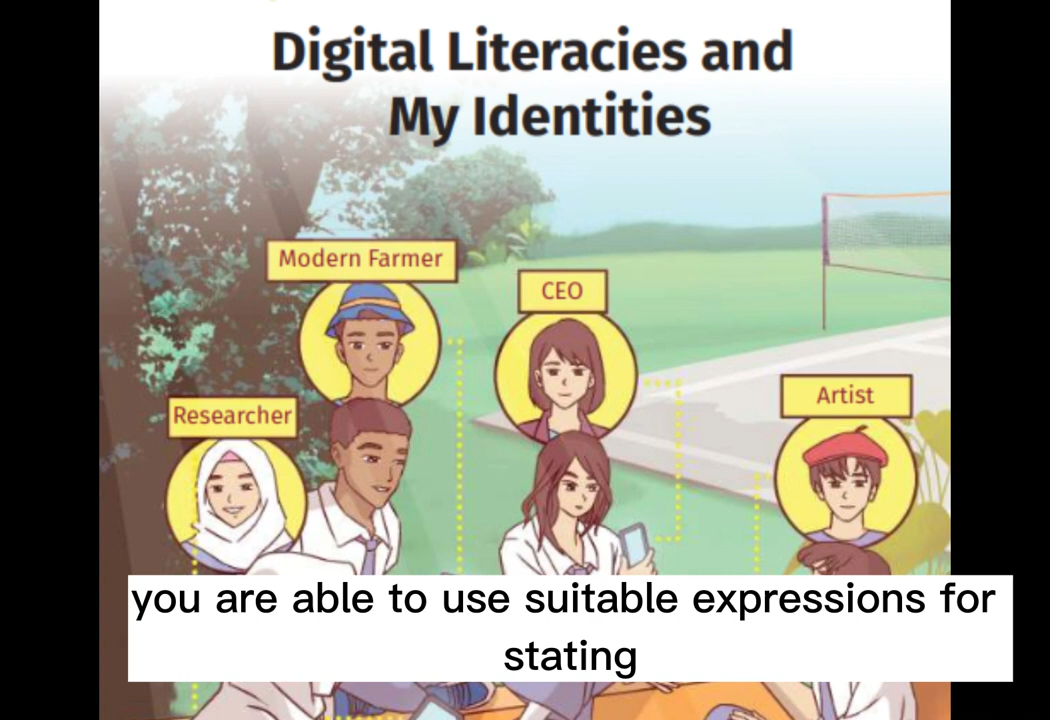 Digital Literacies and
My Identities
Modern Farmer
CEO
Artist
Researcher
you are able to use suitable expressions for
stating